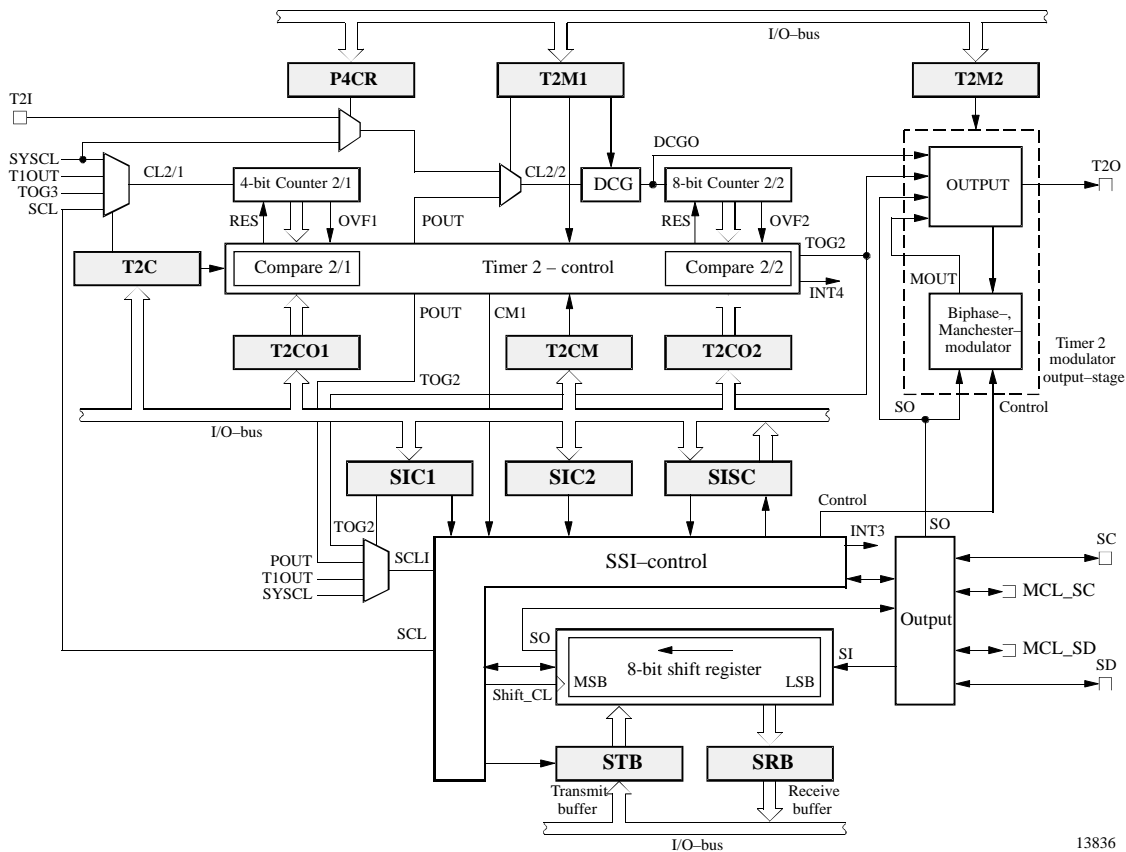 I/O–bus
P4CR
T2M1
T2M2
T2I
DCGO
SYSCL
T1OUT
TOG3
SCL
CL2/1
4-bit Counter 2/1
CL2/2
DCG
8-bit Counter 2/2
OUTPUT
T2O
RES
OVF1
POUT
RES
OVF2
TOG2
T2C
Compare 2/1
Timer 2 – control
Compare 2/2
INT4
MOUT
POUT
CM1
Biphase–,
Manchester–
modulator
Timer 2
modulator
output–stage
T2CO1
T2CM
T2CO2
TOG2
I/O–bus
SO
Control
SIC1
SIC2
SISC
Control
TOG2
INT3
SO
SC
POUT
T1OUT
SYSCL
SCLI
SSI–control
MCL_SC
Output
SCL
SO
SI
MCL_SD
SD
8-bit shift register
MSB
LSB
Shift_CL
STB
SRB
Transmit
buffer
Receive
buffer
I/O–bus
13836